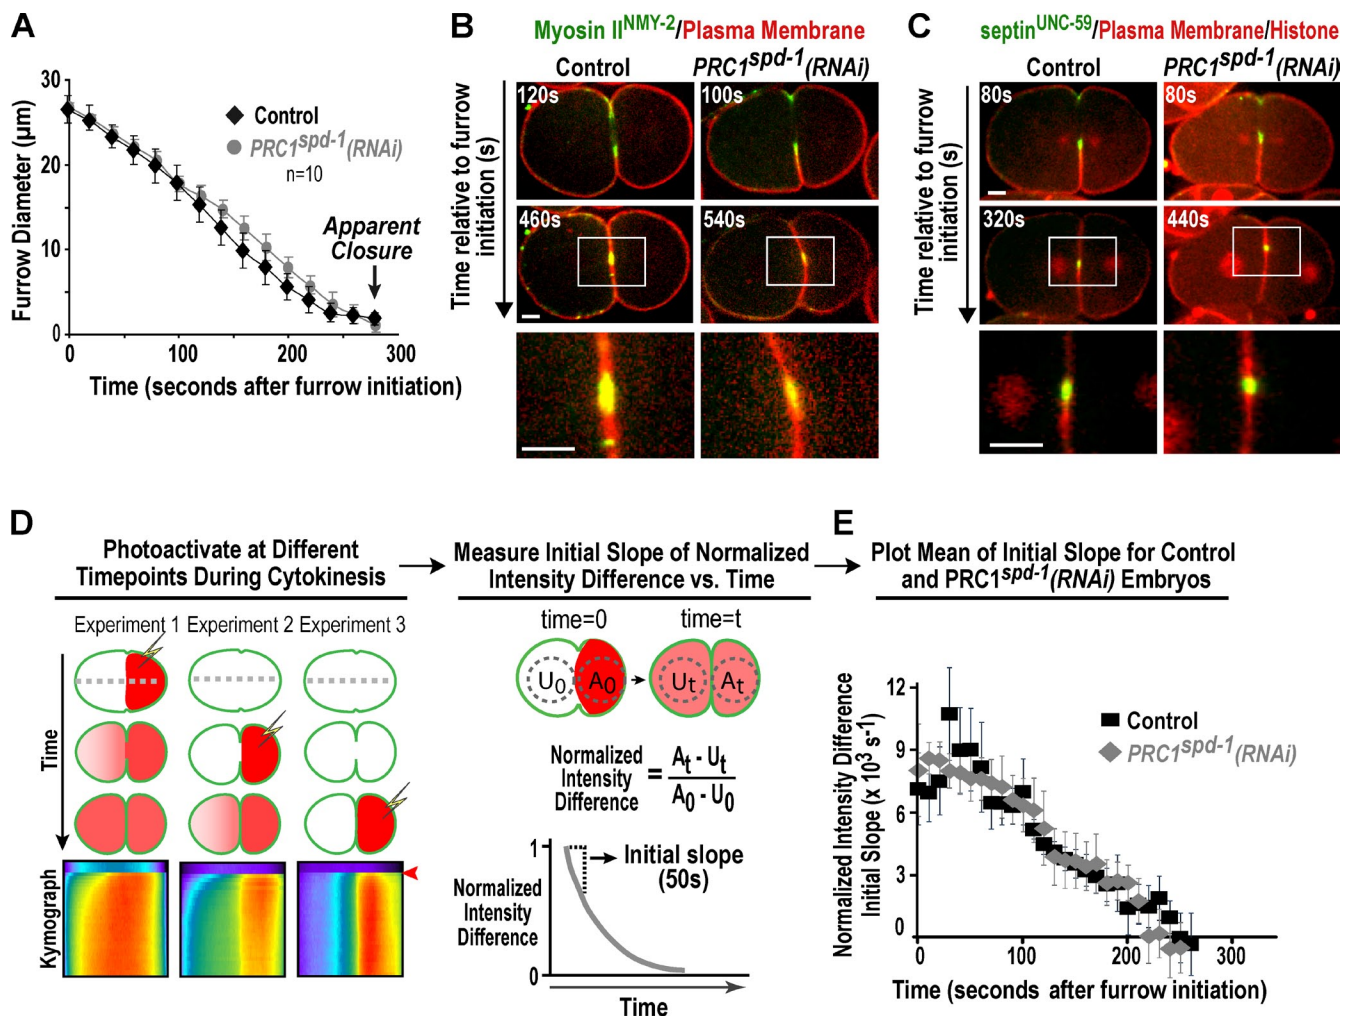 A
Furrow Diameter (µm)
30
20
10
0
0
100
200
300
Time (seconds after furrow initiation)
Control
PRC1spd-1(RNAi)
n=10
Apparent
Closure
B
Myosin IINMY-2/Plasma Membrane
Control
PRC1spd-1(RNAi)
Time relative to furrow
initiation (s)
120s
100s
460s
540s
C
septinUNC-59/Plasma Membrane/Histone
Control
PRC1spd-1(RNAi)
Time relative to furrow
initiation (s)
80s
80s
320s
440s
D
Photoactivate at Different
Timepoints During Cytokinesis
Experiment 1
Experiment 2
Experiment 3
Time
Kymograph
Measure Initial Slope of Normalized
Intensity Difference vs. Time
time=0
time=t
U0
A0
Ut
At
Normalized
Intensity
Difference
=
At - Ut
A0 - U0
1
0
Normalized
Intensity
Difference
Initial slope
(50s)
Time
E
Plot Mean of Initial Slope for Control
and PRC1spd-1(RNAi) Embryos
Normalized Intensity Difference
Initial Slope (x 10³ s-1)
12
9
6
3
0
0
100
200
300
Time (seconds after furrow initiation)
Control
PRC1spd-1(RNAi)